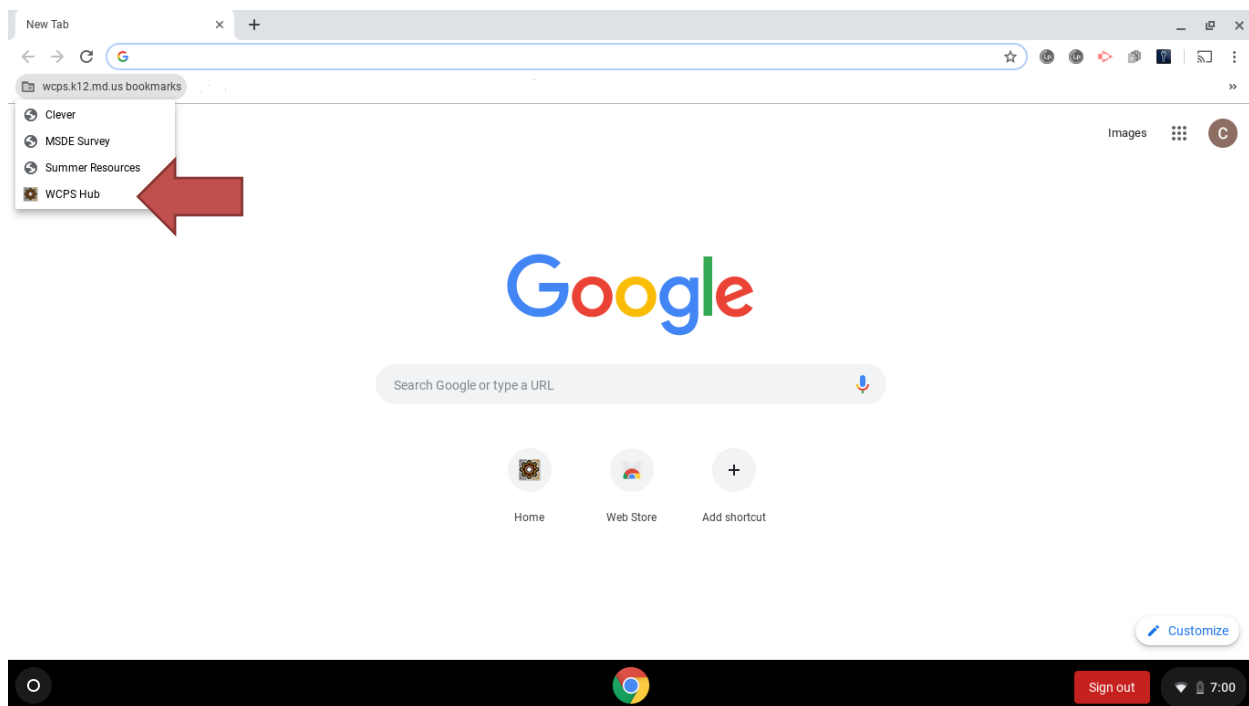 New Tab
wcps.k12.md.us bookmarks
Clever
MSDE Survey
Summer Resources
WCPS Hub
Images
C
Google
Search Google or type a URL
Home
Web Store
Add shortcut
Customize
Sign out
7:00